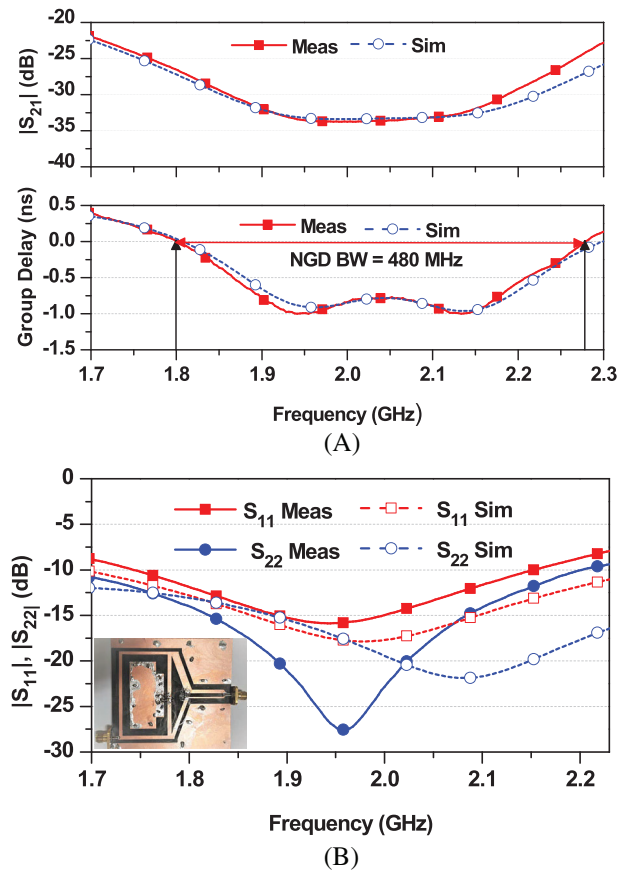 -20
-25
-30
-35
-40
|S21| (dB)
Meas Sim
0.5
0.0
-0.5
-1.0
-1.5
Group Delay (ns)
Meas Sim
NGD BW = 480 MHz
1.7 1.8 1.9 2.0 2.1 2.2 2.3
Frequency (GHz)
(A)
0
-5
-10
-15
-20
-25
-30
|S11|, |S22| (dB)
S11 Meas S11 Sim
S22 Meas S22 Sim
1.7 1.8 1.9 2.0 2.1 2.2
Frequency (GHz)
(B)